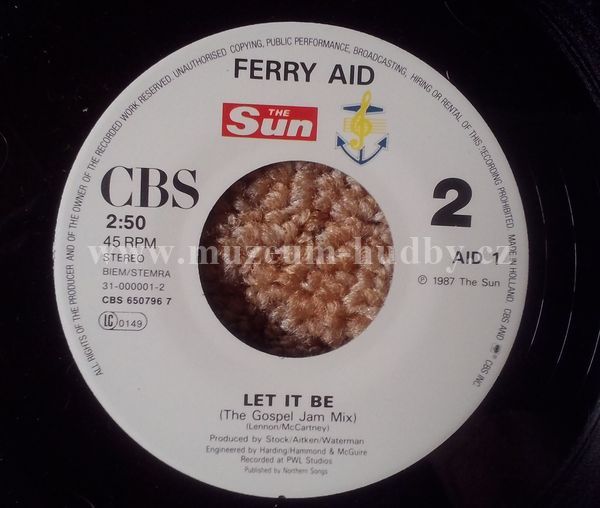 ALL RIGHTS OF THE PRODUCER AND OF THE OWNER OF THE RECORDED WORK RESERVED. UNAUTHORISED COPYING, PUBLIC PERFORMANCE, BROADCASTING, HIRING OR RENTAL OF THIS RECORDING PROHIBITED. MADE IN HOLLAND. CBS AND CBS INC.
FERRY AID
THE
Sun
CBS
2
2:50
45 RPM
STEREO
BIEM/STEMRA
31-000001-2
CBS 650796 7
LC 0149
www.muzeum-hudby.cz
AID 1
℗ 1987 The Sun
LET IT BE
(The Gospel Jam Mix)
(Lennon/McCartney)
Produced by Stock/Aitken/Waterman
Engineered by Harding/Hammond & McGuire
Recorded at PWL Studios
Published by Northern Songs